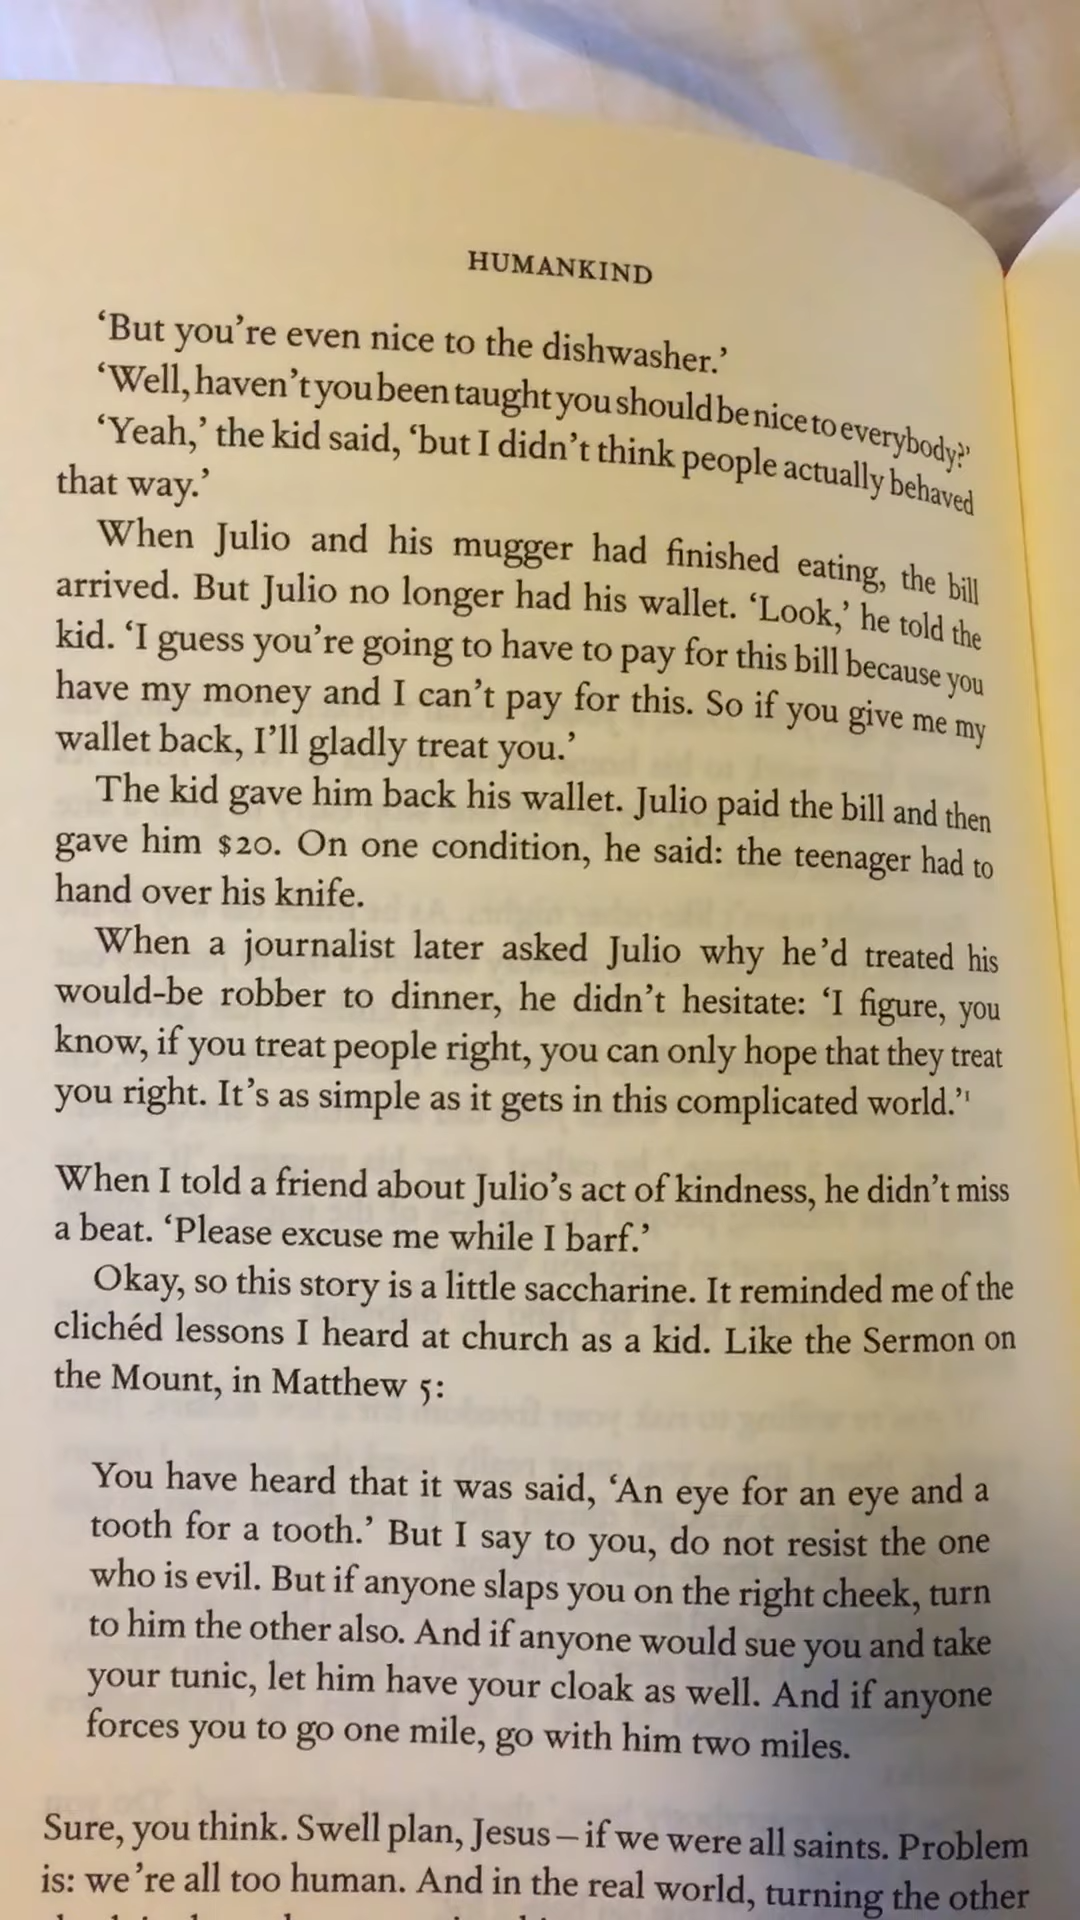 HUMANKIND
‘But you’re even nice to the dishwasher.’
‘Well, haven’t you been taught you should be nice to everybody?’
‘Yeah,’ the kid said, ‘but I didn’t think people actually behaved
that way.’
When Julio and his mugger had finished eating, the bill
arrived. But Julio no longer had his wallet. ‘Look,’ he told the
kid. ‘I guess you’re going to have to pay for this bill because you
have my money and I can’t pay for this. So if you give me my
wallet back, I’ll gladly treat you.’
The kid gave him back his wallet. Julio paid the bill and then
gave him $20. On one condition, he said: the teenager had to
hand over his knife.
When a journalist later asked Julio why he’d treated his
would-be robber to dinner, he didn’t hesitate: ‘I figure, you
know, if you treat people right, you can only hope that they treat
you right. It’s as simple as it gets in this complicated world.’¹
When I told a friend about Julio’s act of kindness, he didn’t miss
a beat. ‘Please excuse me while I barf.’
Okay, so this story is a little saccharine. It reminded me of the
clichéd lessons I heard at church as a kid. Like the Sermon on
the Mount, in Matthew 5:
You have heard that it was said, ‘An eye for an eye and a
tooth for a tooth.’ But I say to you, do not resist the one
who is evil. But if anyone slaps you on the right cheek, turn
to him the other also. And if anyone would sue you and take
your tunic, let him have your cloak as well. And if anyone
forces you to go one mile, go with him two miles.
Sure, you think. Swell plan, Jesus – if we were all saints. Problem
is: we’re all too human. And in the real world, turning the other